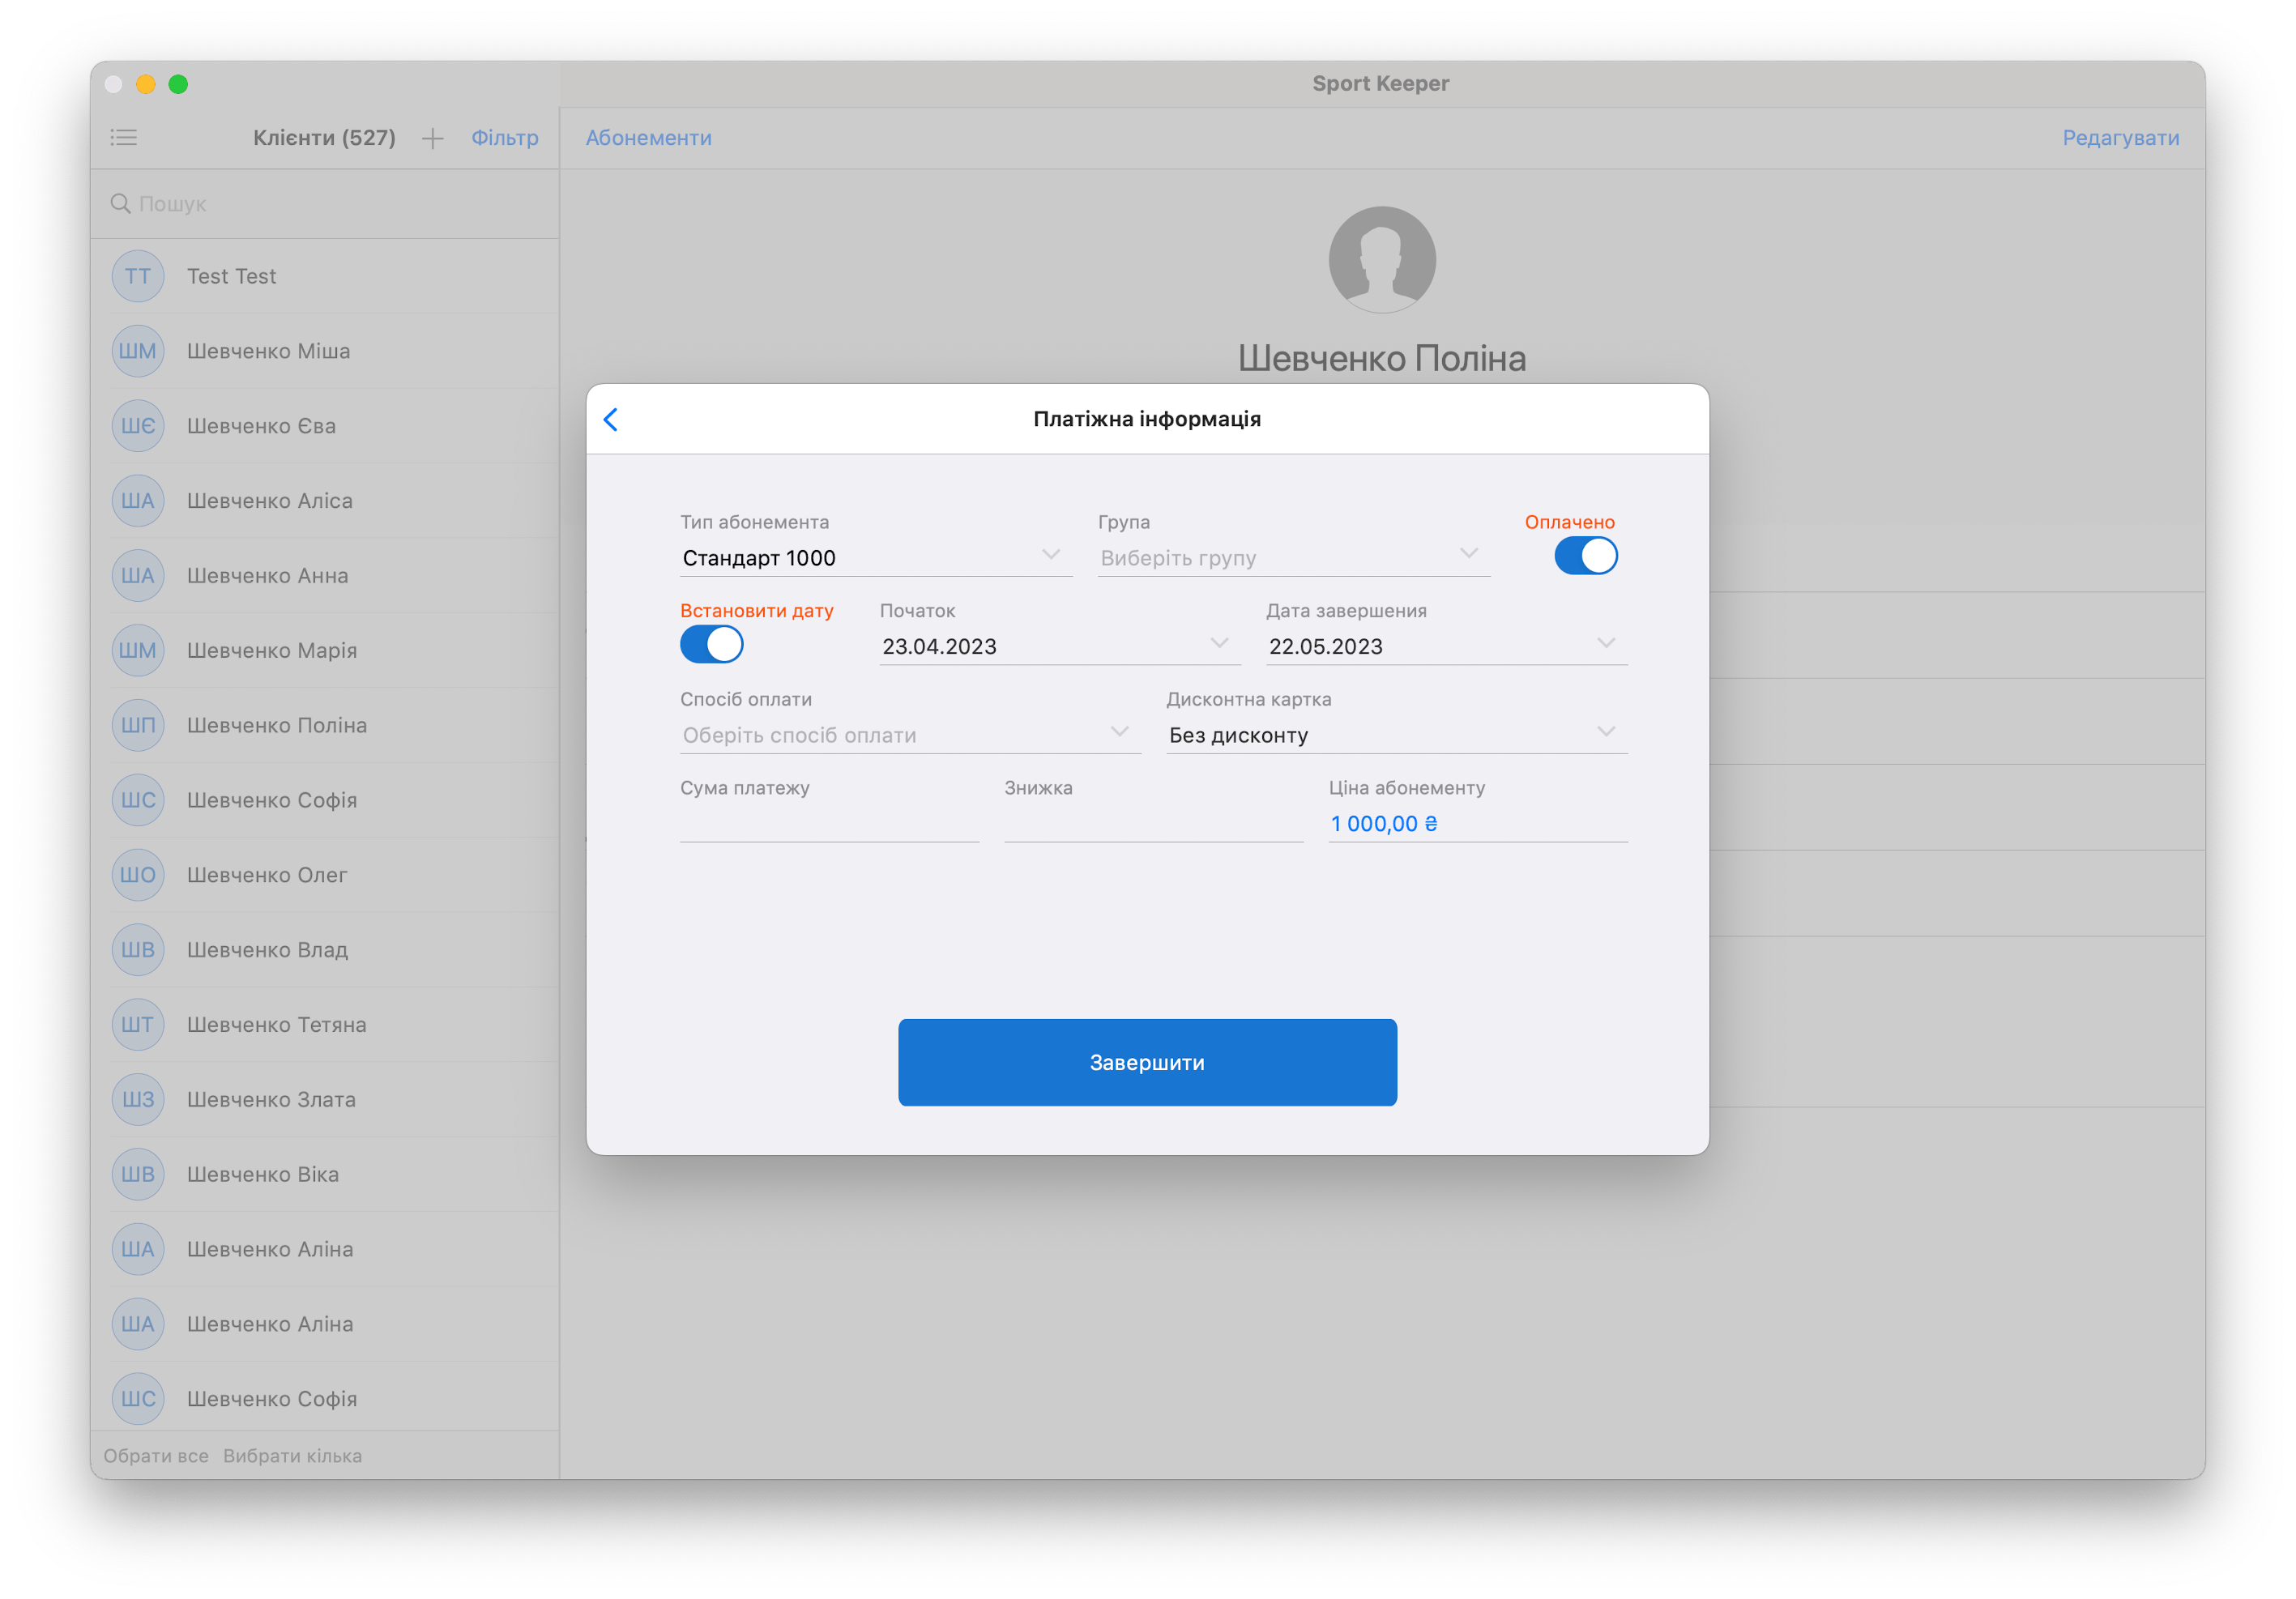 Sport Keeper
Клієнти (527) Фільтр
Абонементи Редагувати
Пошук
ТТ Test Test
ШМ Шевченко Міша
ШЄ Шевченко Єва
ША Шевченко Аліса
ША Шевченко Анна
ШМ Шевченко Марія
ШП Шевченко Поліна
ШС Шевченко Софія
ШО Шевченко Олег
ШВ Шевченко Влад
ШТ Шевченко Тетяна
ШЗ Шевченко Злата
ШВ Шевченко Віка
ША Шевченко Аліна
ША Шевченко Аліна
ШС Шевченко Софія
Обрати все Вибрати кілька
Шевченко Поліна
Платіжна інформація
Тип абонемента Група Оплачено
Стандарт 1000 Виберіть групу
Встановити дату Початок Дата завершення
23.04.2023 22.05.2023
Спосіб оплати Дисконтна картка
Оберіть спосіб оплати Без дисконту
Сума платежу Знижка Ціна абонементу
1 000,00 ₴
Завершити